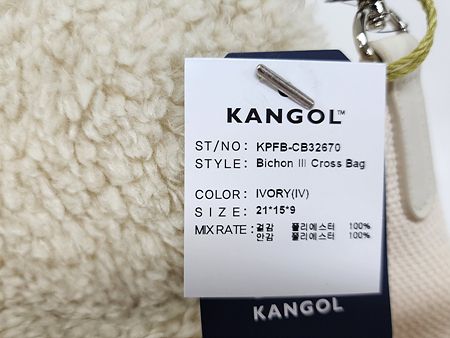 KANGOL™
ST/NO : KPFB-CB32670
STYLE : Bichon III Cross Bag
COLOR : IVORY(IV)
SIZE : 21*15*9
MIX RATE : 겉감 폴리에스터 100%
안감 폴리에스터 100%
KANGOL